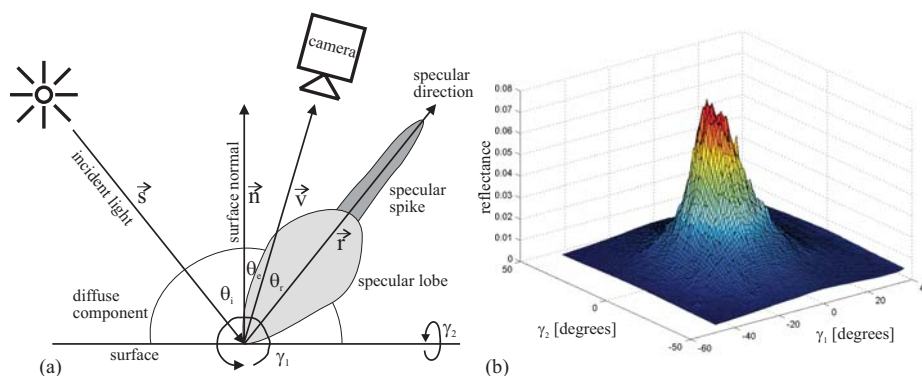 camera
specular
direction
incident light
s
surface normal
n
v
specular
spike
r
θe
θr
θi
specular lobe
diffuse
component
surface
γ1
γ2
(a)
0.08
0.07
0.06
0.05
0.04
0.03
0.02
0.01
0
reflectance
50
0
-50
γ2 [degrees]
-60
-40
-20
0
20
γ1 [degrees]
(b)